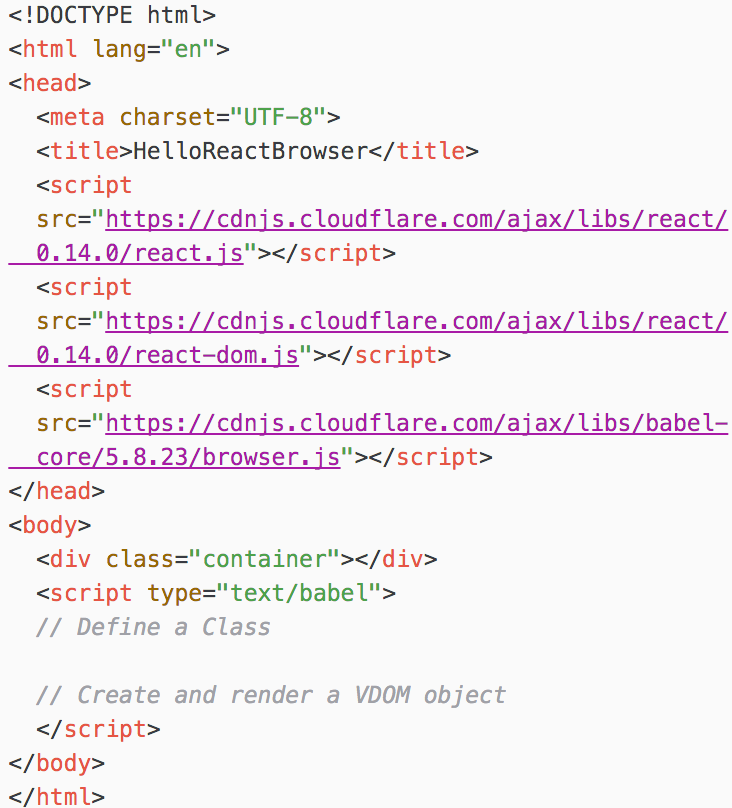 <!DOCTYPE html>
<html lang="en">
<head>
  <meta charset="UTF-8">
  <title>HelloReactBrowser</title>
  <script
  src="https://cdnjs.cloudflare.com/ajax/libs/react/
  0.14.0/react.js"></script>
  <script
  src="https://cdnjs.cloudflare.com/ajax/libs/react/
  0.14.0/react-dom.js"></script>
  <script
  src="https://cdnjs.cloudflare.com/ajax/libs/babel-
  core/5.8.23/browser.js"></script>
</head>
<body>
  <div class="container"></div>
  <script type="text/babel">
  // Define a Class

  // Create and render a VDOM object
  </script>
</body>
</html>